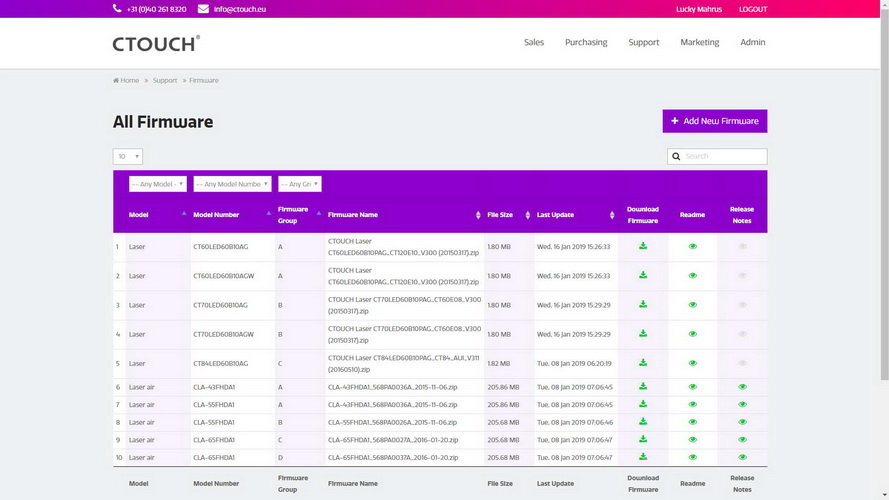 +31 (0)40 261 8320 info@ctouch.eu Lucky Mahrus LOGOUT
CTOUCH® Sales Purchasing Support Marketing Admin
Home » Support » Firmware
All Firmware + Add New Firmware
10 Search
-- Any Model - -- Any Model Numbe -- Any Gr
Model Model Number Firmware Group Firmware Name File Size Last Update Download Firmware Readme Release Notes
1 Laser CT60LED60B10AG A CTOUCH Laser
CT60LED60B10PAG_CT120E10_V300 (20150317).zip 1.80 MB Wed, 16 Jan 2019 15:26:33
2 Laser CT60LED60B10AGW A CTOUCH Laser
CT60LED60B10PAG_CT120E10_V300 (20150317).zip 1.80 MB Wed, 16 Jan 2019 15:26:33
3 Laser CT70LED60B10AG B CTOUCH Laser CT70LED60B10PAG_CT60E08_V300
(20150317).zip 1.80 MB Wed, 16 Jan 2019 15:29:29
4 Laser CT70LED60B10AGW B CTOUCH Laser CT70LED60B10PAG_CT60E08_V300
(20150317).zip 1.80 MB Wed, 16 Jan 2019 15:29:29
5 Laser CT84LED60B10AG C CTOUCH Laser CT84LED60B10PAG_CT84_AUI_V311
(20160510).zip 1.82 MB Tue, 08 Jan 2019 06:20:19
6 Laser air CLA-43FHDA1 A CLA-43FHDA1_568PA0036A_2015-11-06.zip 205.86 MB Tue, 08 Jan 2019 07:06:45
7 Laser air CLA-55FHDA1 A CLA-43FHDA1_568PA0036A_2015-11-06.zip 205.86 MB Tue, 08 Jan 2019 07:06:45
8 Laser air CLA-55FHDA1 B CLA-55FHDA1_568PA0026A_2015-11-06.zip 205.68 MB Tue, 08 Jan 2019 07:06:46
9 Laser air CLA-65FHDA1 C CLA-65FHDA1_568PA0027A_2016-01-20.zip 205.68 MB Tue, 08 Jan 2019 07:06:47
10 Laser air CLA-65FHDA1 D CLA-65FHDA1_568PA0037A_2016-01-20.zip 205.68 MB Tue, 08 Jan 2019 07:06:47
Model Model Number Firmware Group Firmware Name File Size Last Update Download Firmware Readme Release Notes